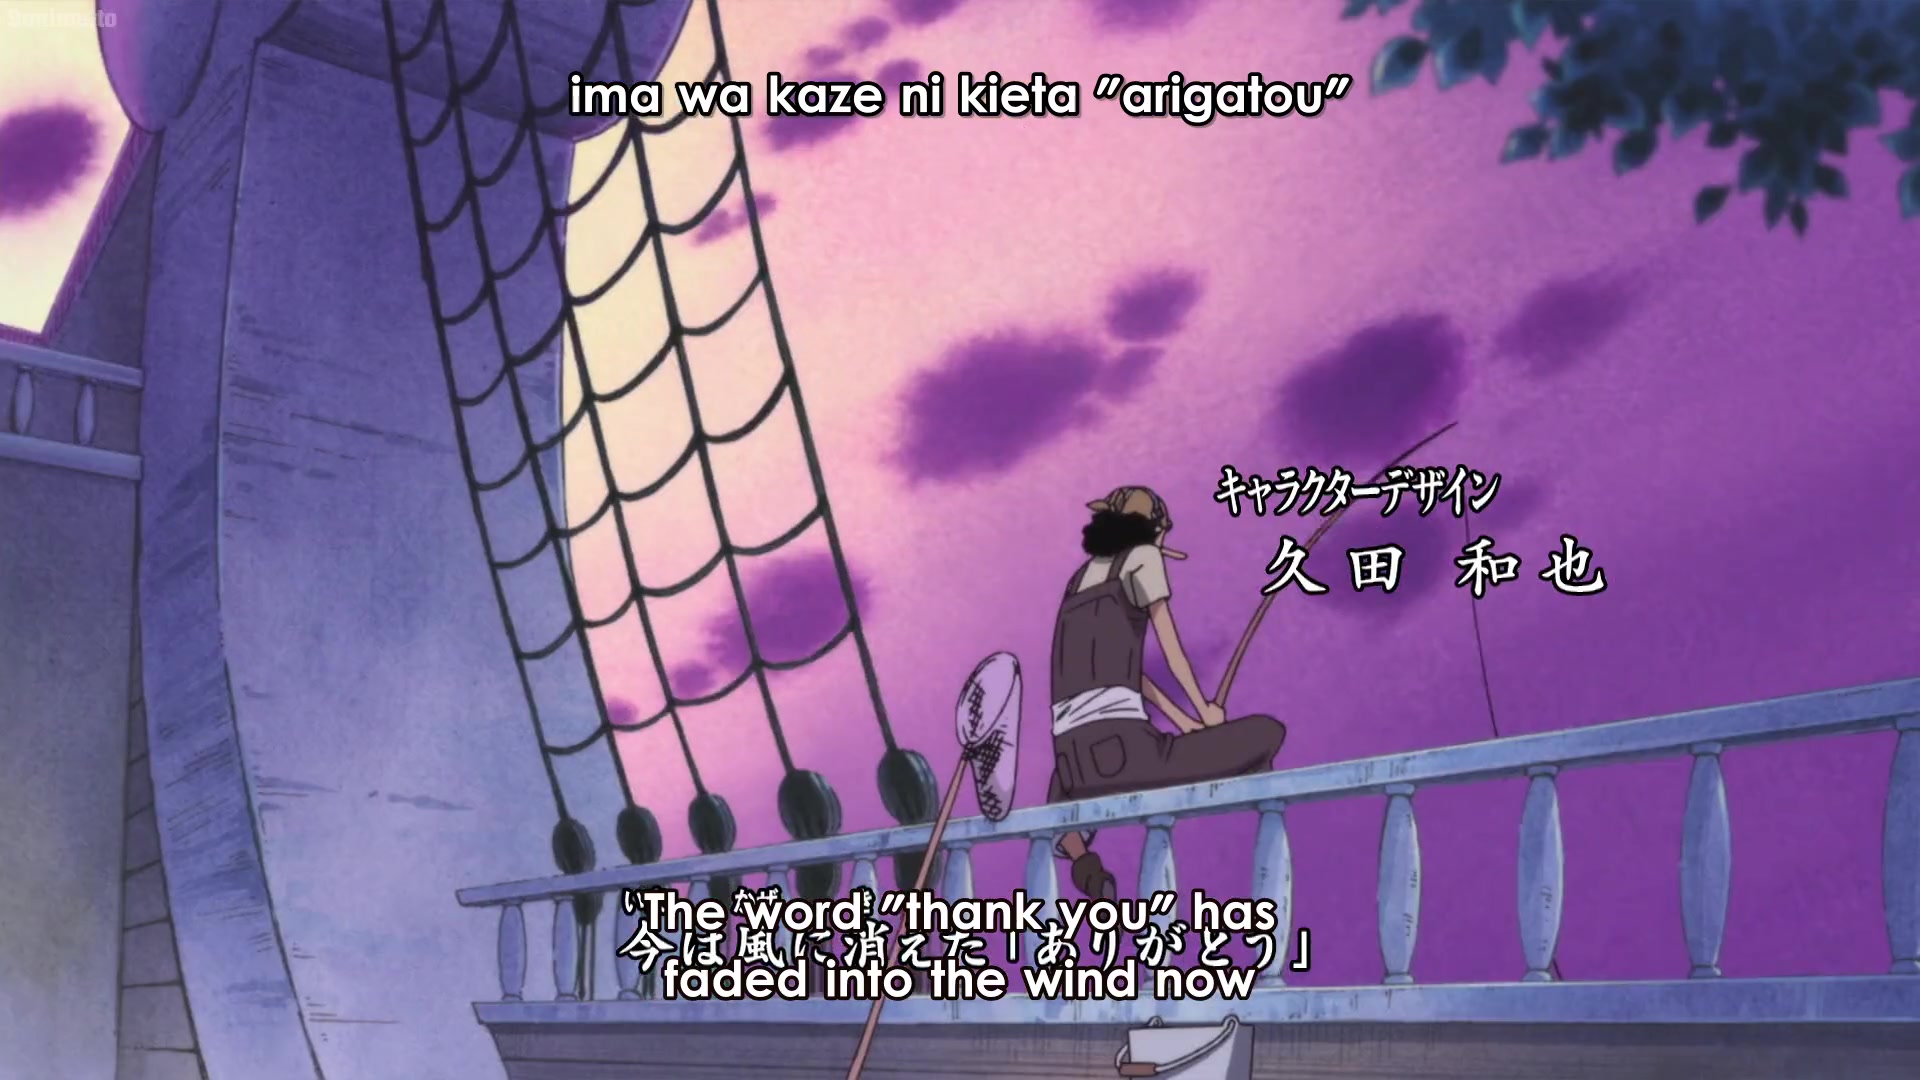 ima wa kaze ni kieta "arigatou"
キャラクターデザイン
久田 和也
The word "thank you" has
今は風に消えた「ありがとう」
faded into the wind now